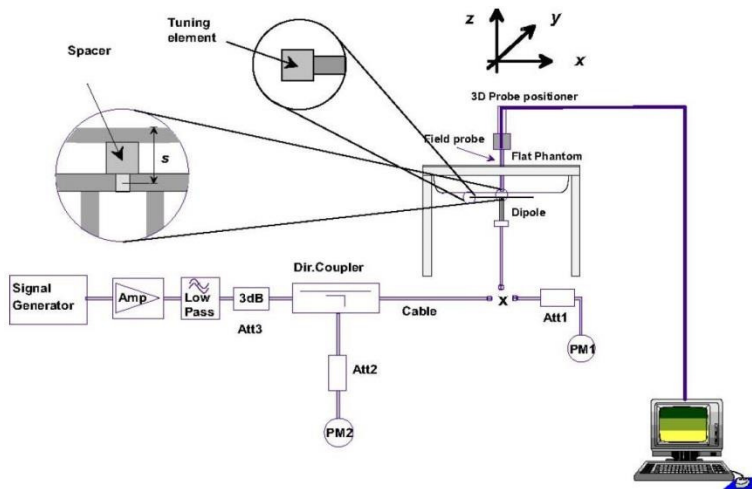 Tuning
element
Spacer
s
z
y
x
3D Probe positioner
Field probe
Flat Phantom
Dipole
Dir.Coupler
Signal
Generator
Amp
Low
Pass
3dB
Att3
Cable
x
Att1
PM1
Att2
PM2